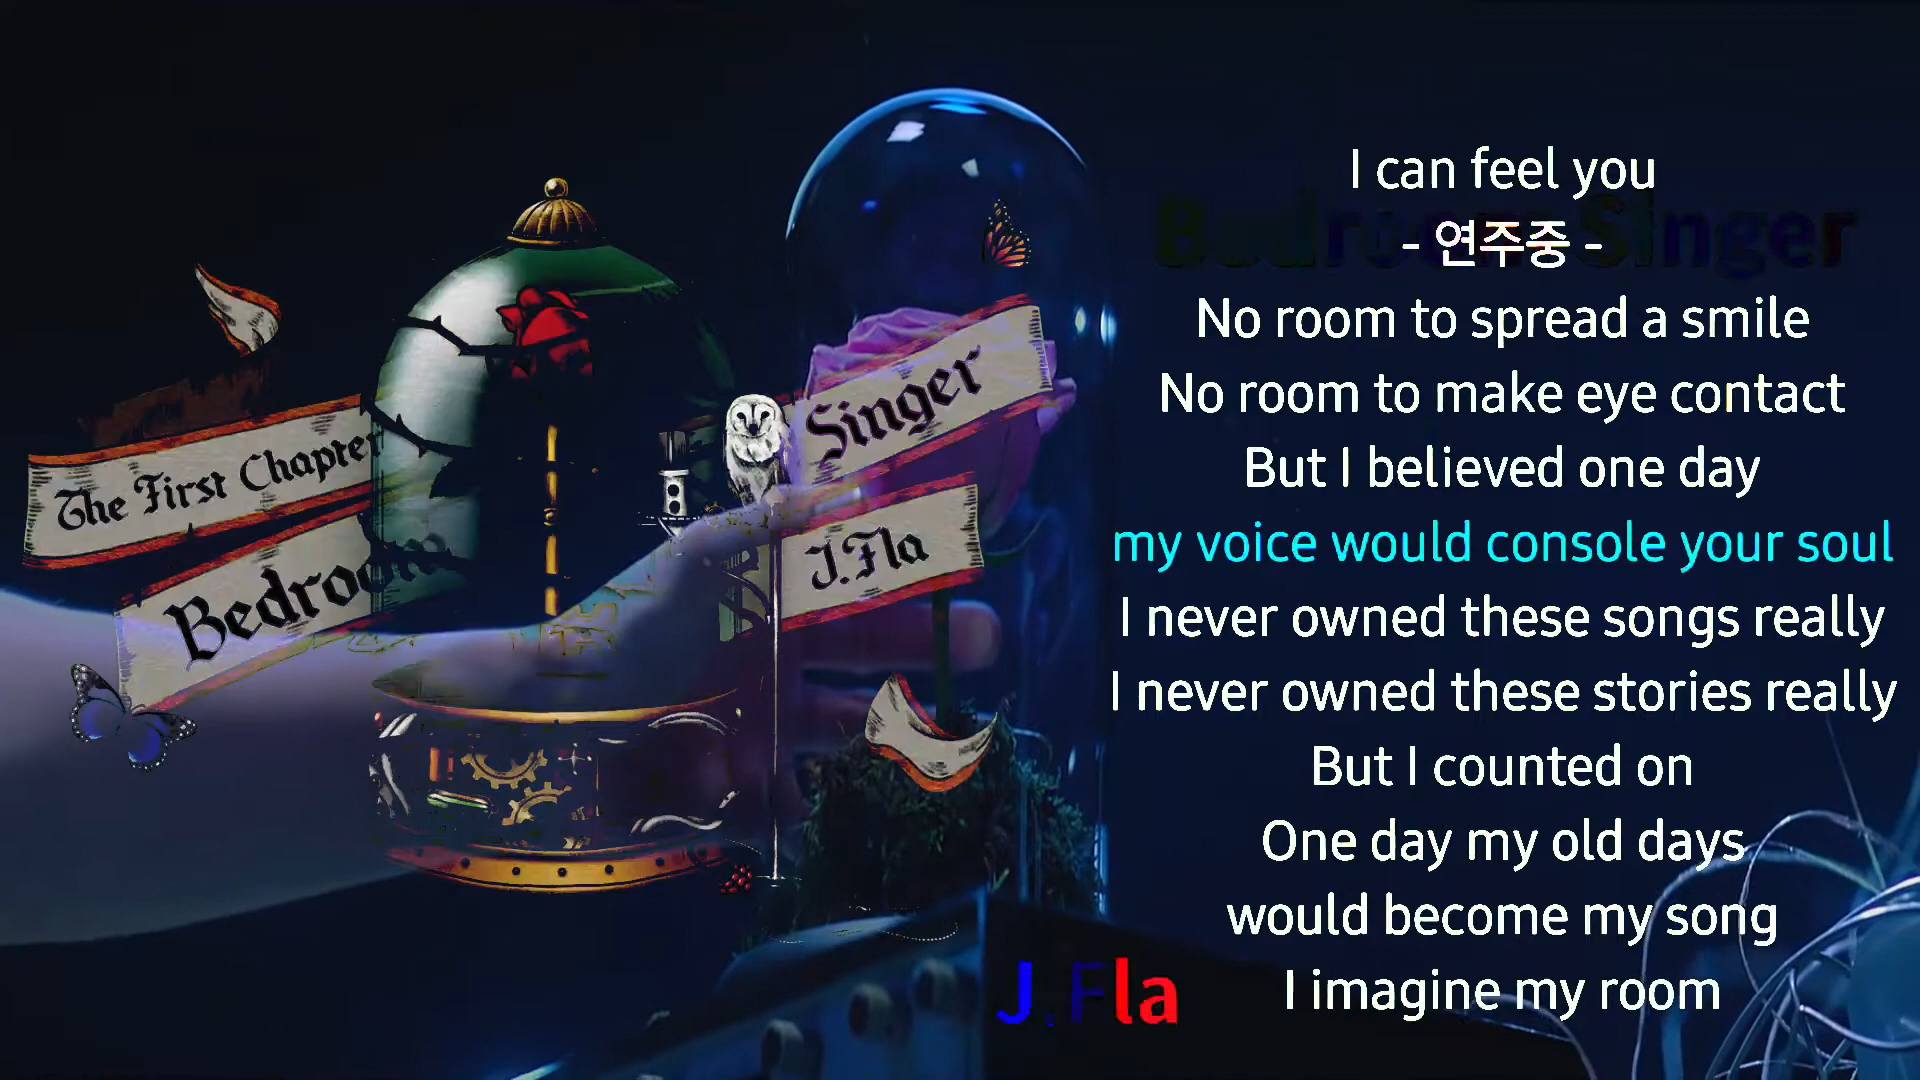 The First Chapter
Bedroom
Singer
J.Fla
Bedroom Singer
I can feel you
- 연주중 -
No room to spread a smile
No room to make eye contact
But I believed one day
my voice would console your soul
I never owned these songs really
I never owned these stories really
But I counted on
One day my old days
would become my song
I imagine my room
J.Fla